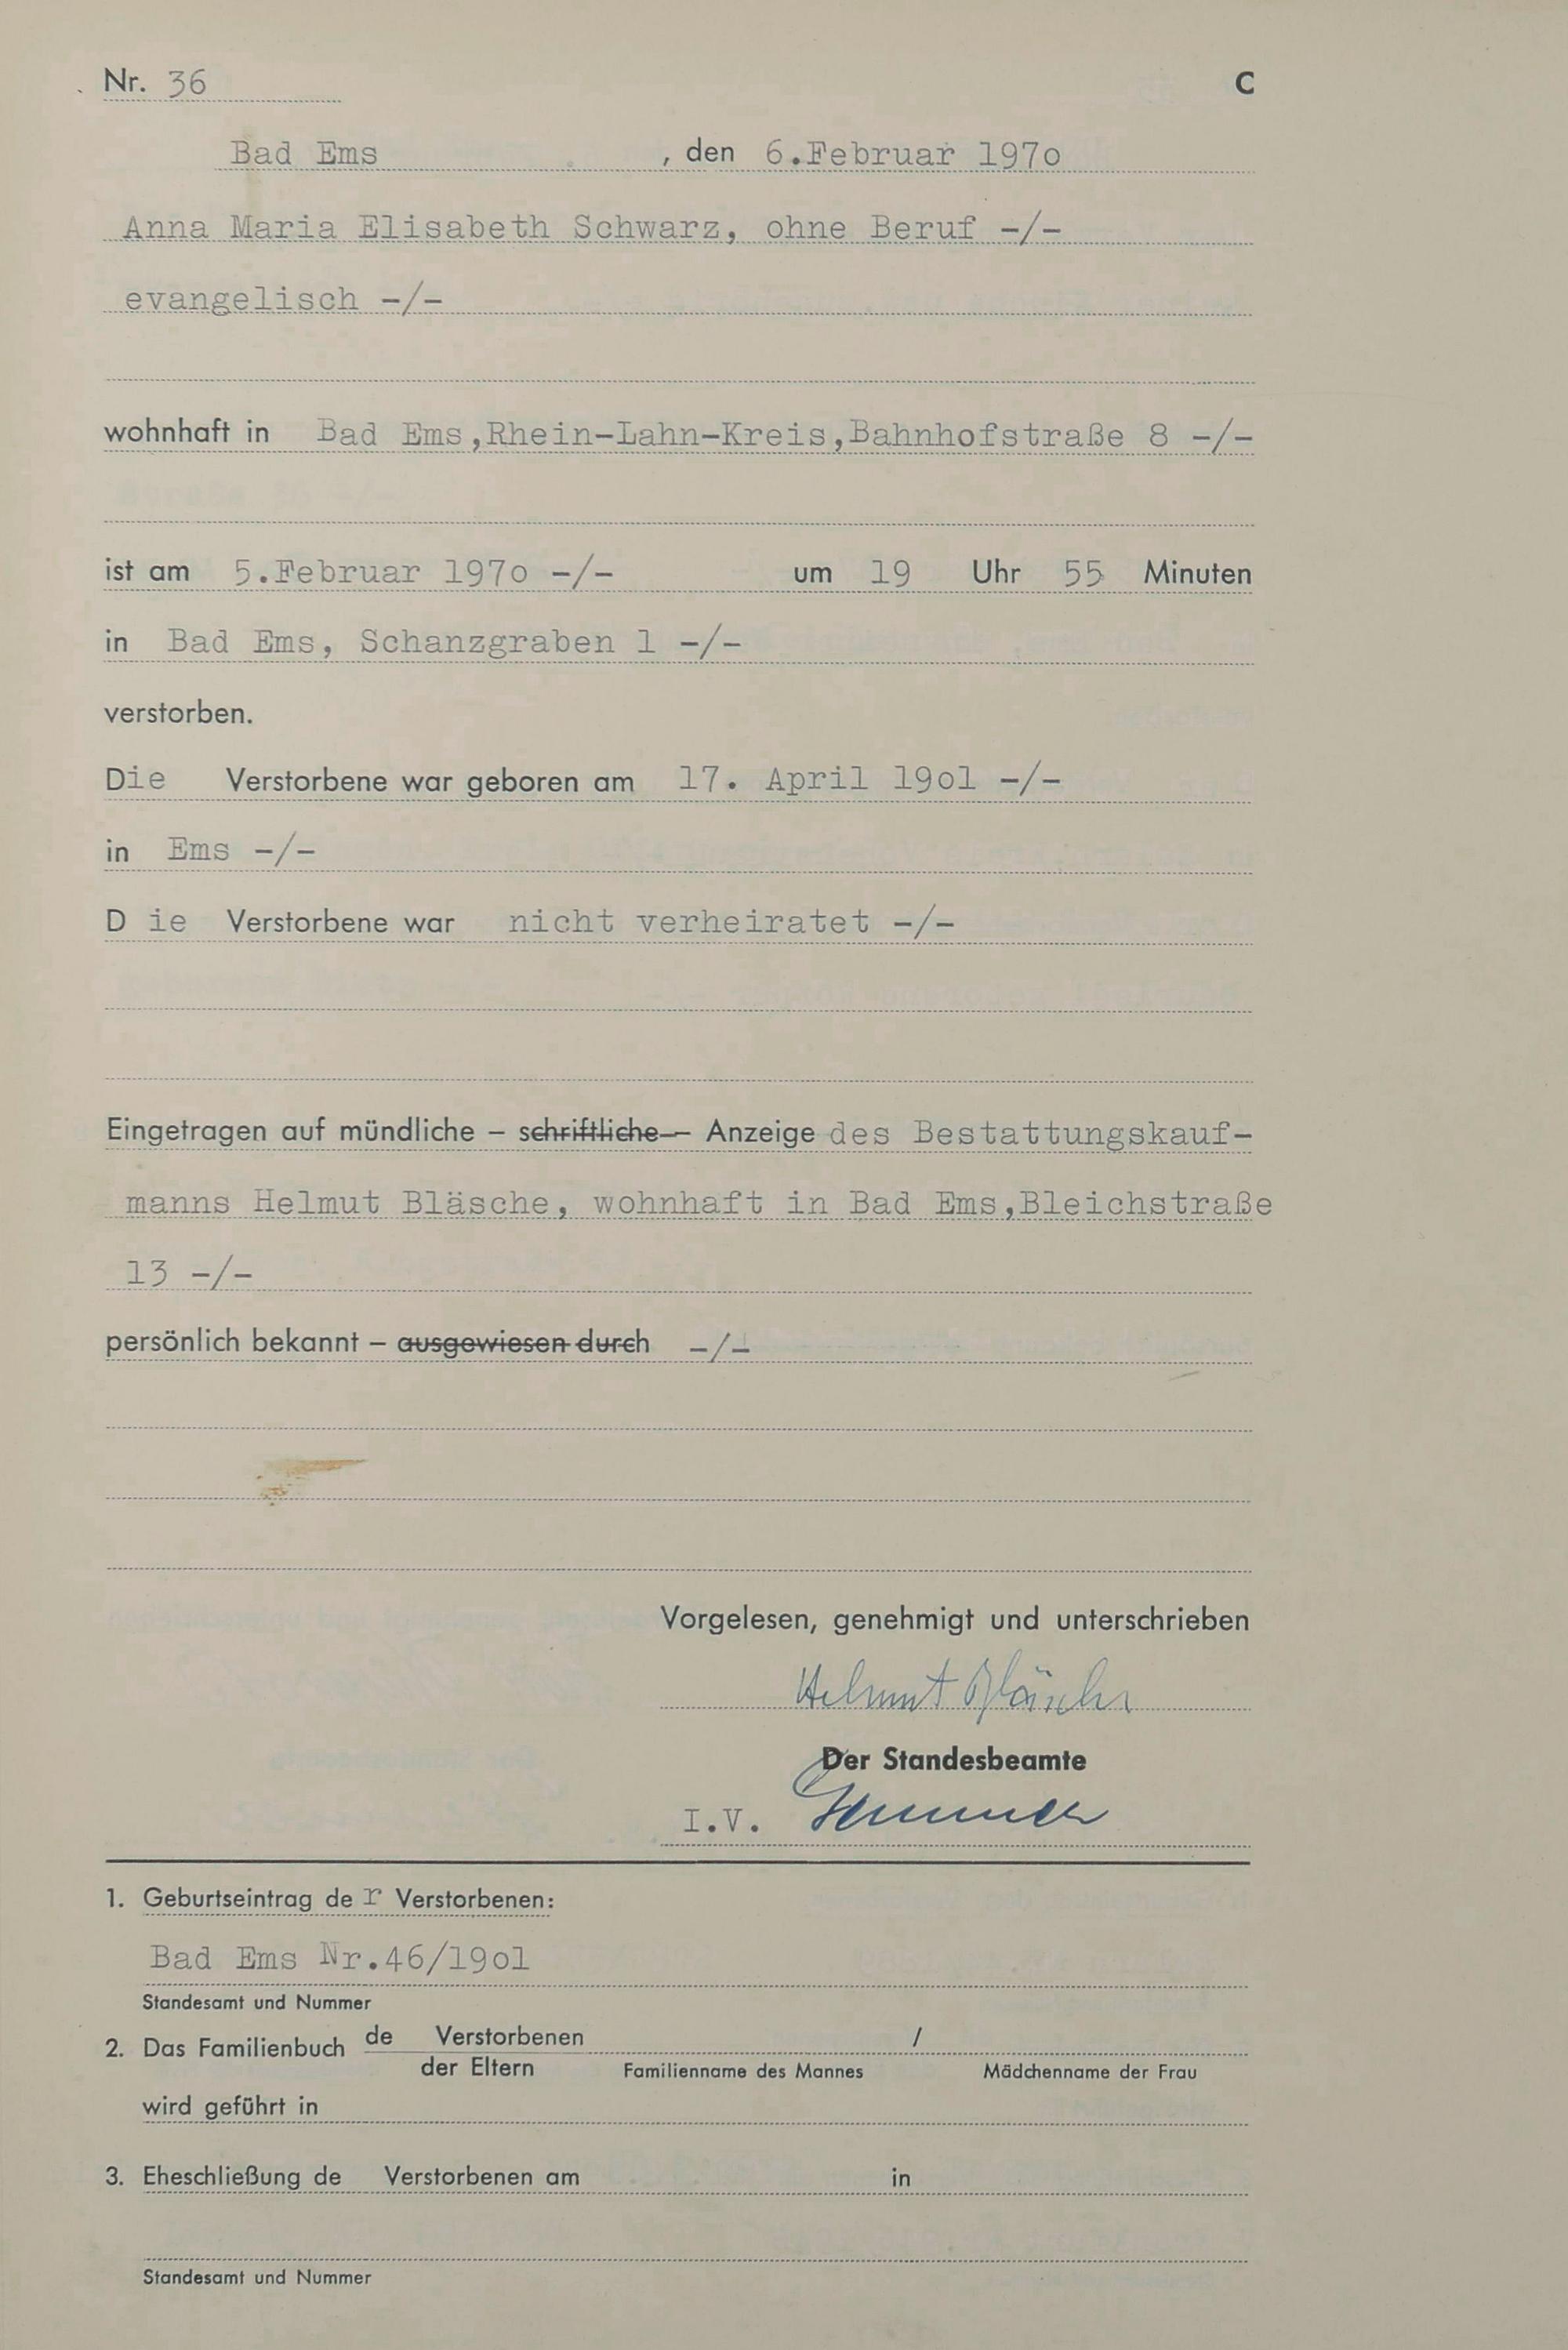 Nr. 36 C
Bad Ems , den 6.Februar 197o
Anna Maria Elisabeth Schwarz, ohne Beruf -/-
evangelisch -/-
wohnhaft in Bad Ems,Rhein-Lahn-Kreis,Bahnhofstraße 8 -/-
ist am 5.Februar 197o -/- um 19 Uhr 55 Minuten
in Bad Ems, Schanzgraben 1 -/-
verstorben.
Die Verstorbene war geboren am 17. April 19o1 -/-
in Ems -/-
D ie Verstorbene war nicht verheiratet -/-
Eingetragen auf mündliche – schriftliche – Anzeige des Bestattungskauf-
manns Helmut Bläsche, wohnhaft in Bad Ems,Bleichstraße
13 -/-
persönlich bekannt – ausgewiesen durch -/-
Vorgelesen, genehmigt und unterschrieben
Helmut Bläsche
Der Standesbeamte
I.V.
1. Geburtseintrag de r Verstorbenen:
Bad Ems Nr.46/19o1
Standesamt und Nummer
2. Das Familienbuch de Verstorbenen /
der Eltern Familienname des Mannes Mädchenname der Frau
wird geführt in
3. Eheschließung de Verstorbenen am in
Standesamt und Nummer